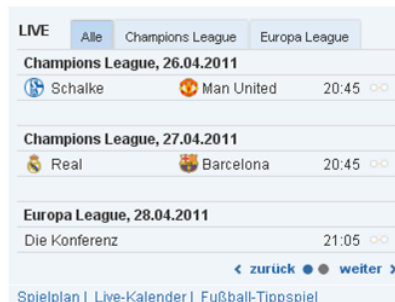 LIVE Alle Champions League Europa League
Champions League, 26.04.2011
Schalke Man United 20:45
Champions League, 27.04.2011
Real Barcelona 20:45
Europa League, 28.04.2011
Die Konferenz 21:05
zurück weiter
Spielplan | Live-Kalender | Fußball-Tippspiel